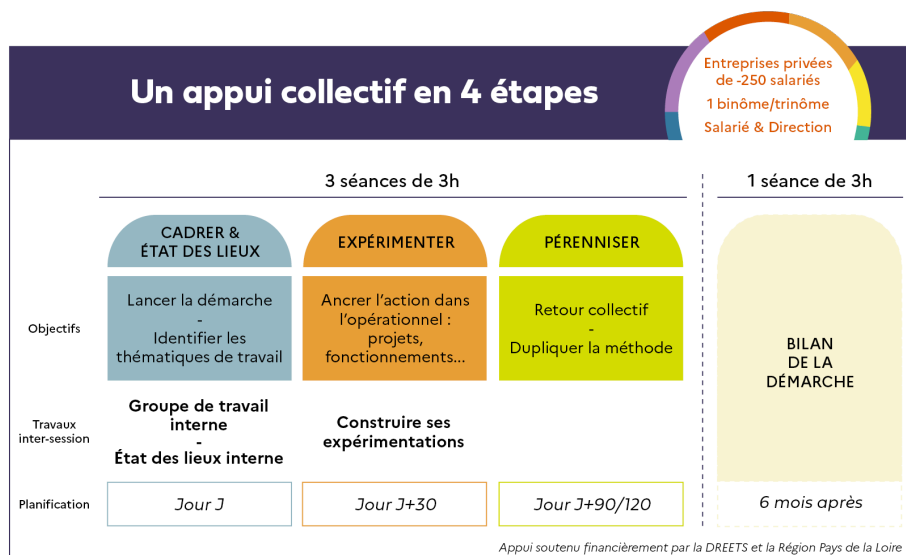 Un appui collectif en 4 étapes
Entreprises privées
de -250 salariés
1 binôme/trinôme
Salarié & Direction
3 séances de 3h
1 séance de 3h
CADRER &
ÉTAT DES LIEUX
EXPÉRIMENTER
PÉRENNISER
Objectifs
Lancer la démarche
-
Identifier les
thématiques de travail
Ancrer l'action dans
l'opérationnel :
projets,
fonctionnements...
Retour collectif
-
Dupliquer la méthode
BILAN
DE LA
DÉMARCHE
Travaux
inter-session
Groupe de travail
interne
-
État des lieux interne
Construire ses
expérimentations
Planification
Jour J
Jour J+30
Jour J+90/120
6 mois après
Appui soutenu financièrement par la DREETS et la Région Pays de la Loire